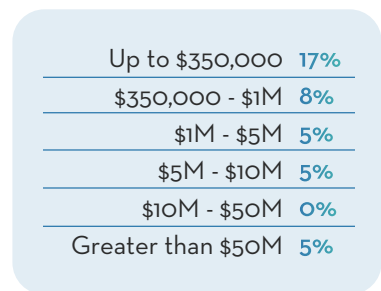 Up to $350,000 17%
$350,000 - $1M 8%
$1M - $5M 5%
$5M - $10M 5%
$10M - $50M 0%
Greater than $50M 5%